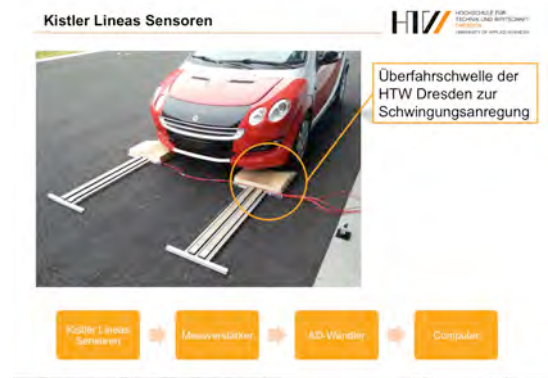 Kistler Lineas Sensoren
HTW
HOCHSCHULE FÜR
TECHNIK UND WIRTSCHAFT
DRESDEN
UNIVERSITY OF APPLIED SCIENCES
Überfahrschwelle der
HTW Dresden zur
Schwingungsanregung
Kistler Lineas
Sensoren
Messverstärker
AD-Wandler
Computer